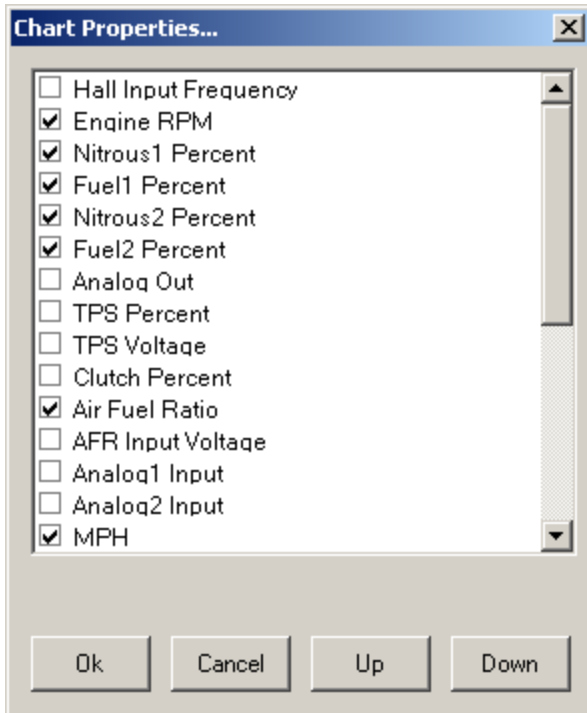 Chart Properties...
Hall Input Frequency
Engine RPM
Nitrous1 Percent
Fuel1 Percent
Nitrous2 Percent
Fuel2 Percent
Analog Out
TPS Percent
TPS Voltage
Clutch Percent
Air Fuel Ratio
AFR Input Voltage
Analog1 Input
Analog2 Input
MPH
Ok Cancel Up Down